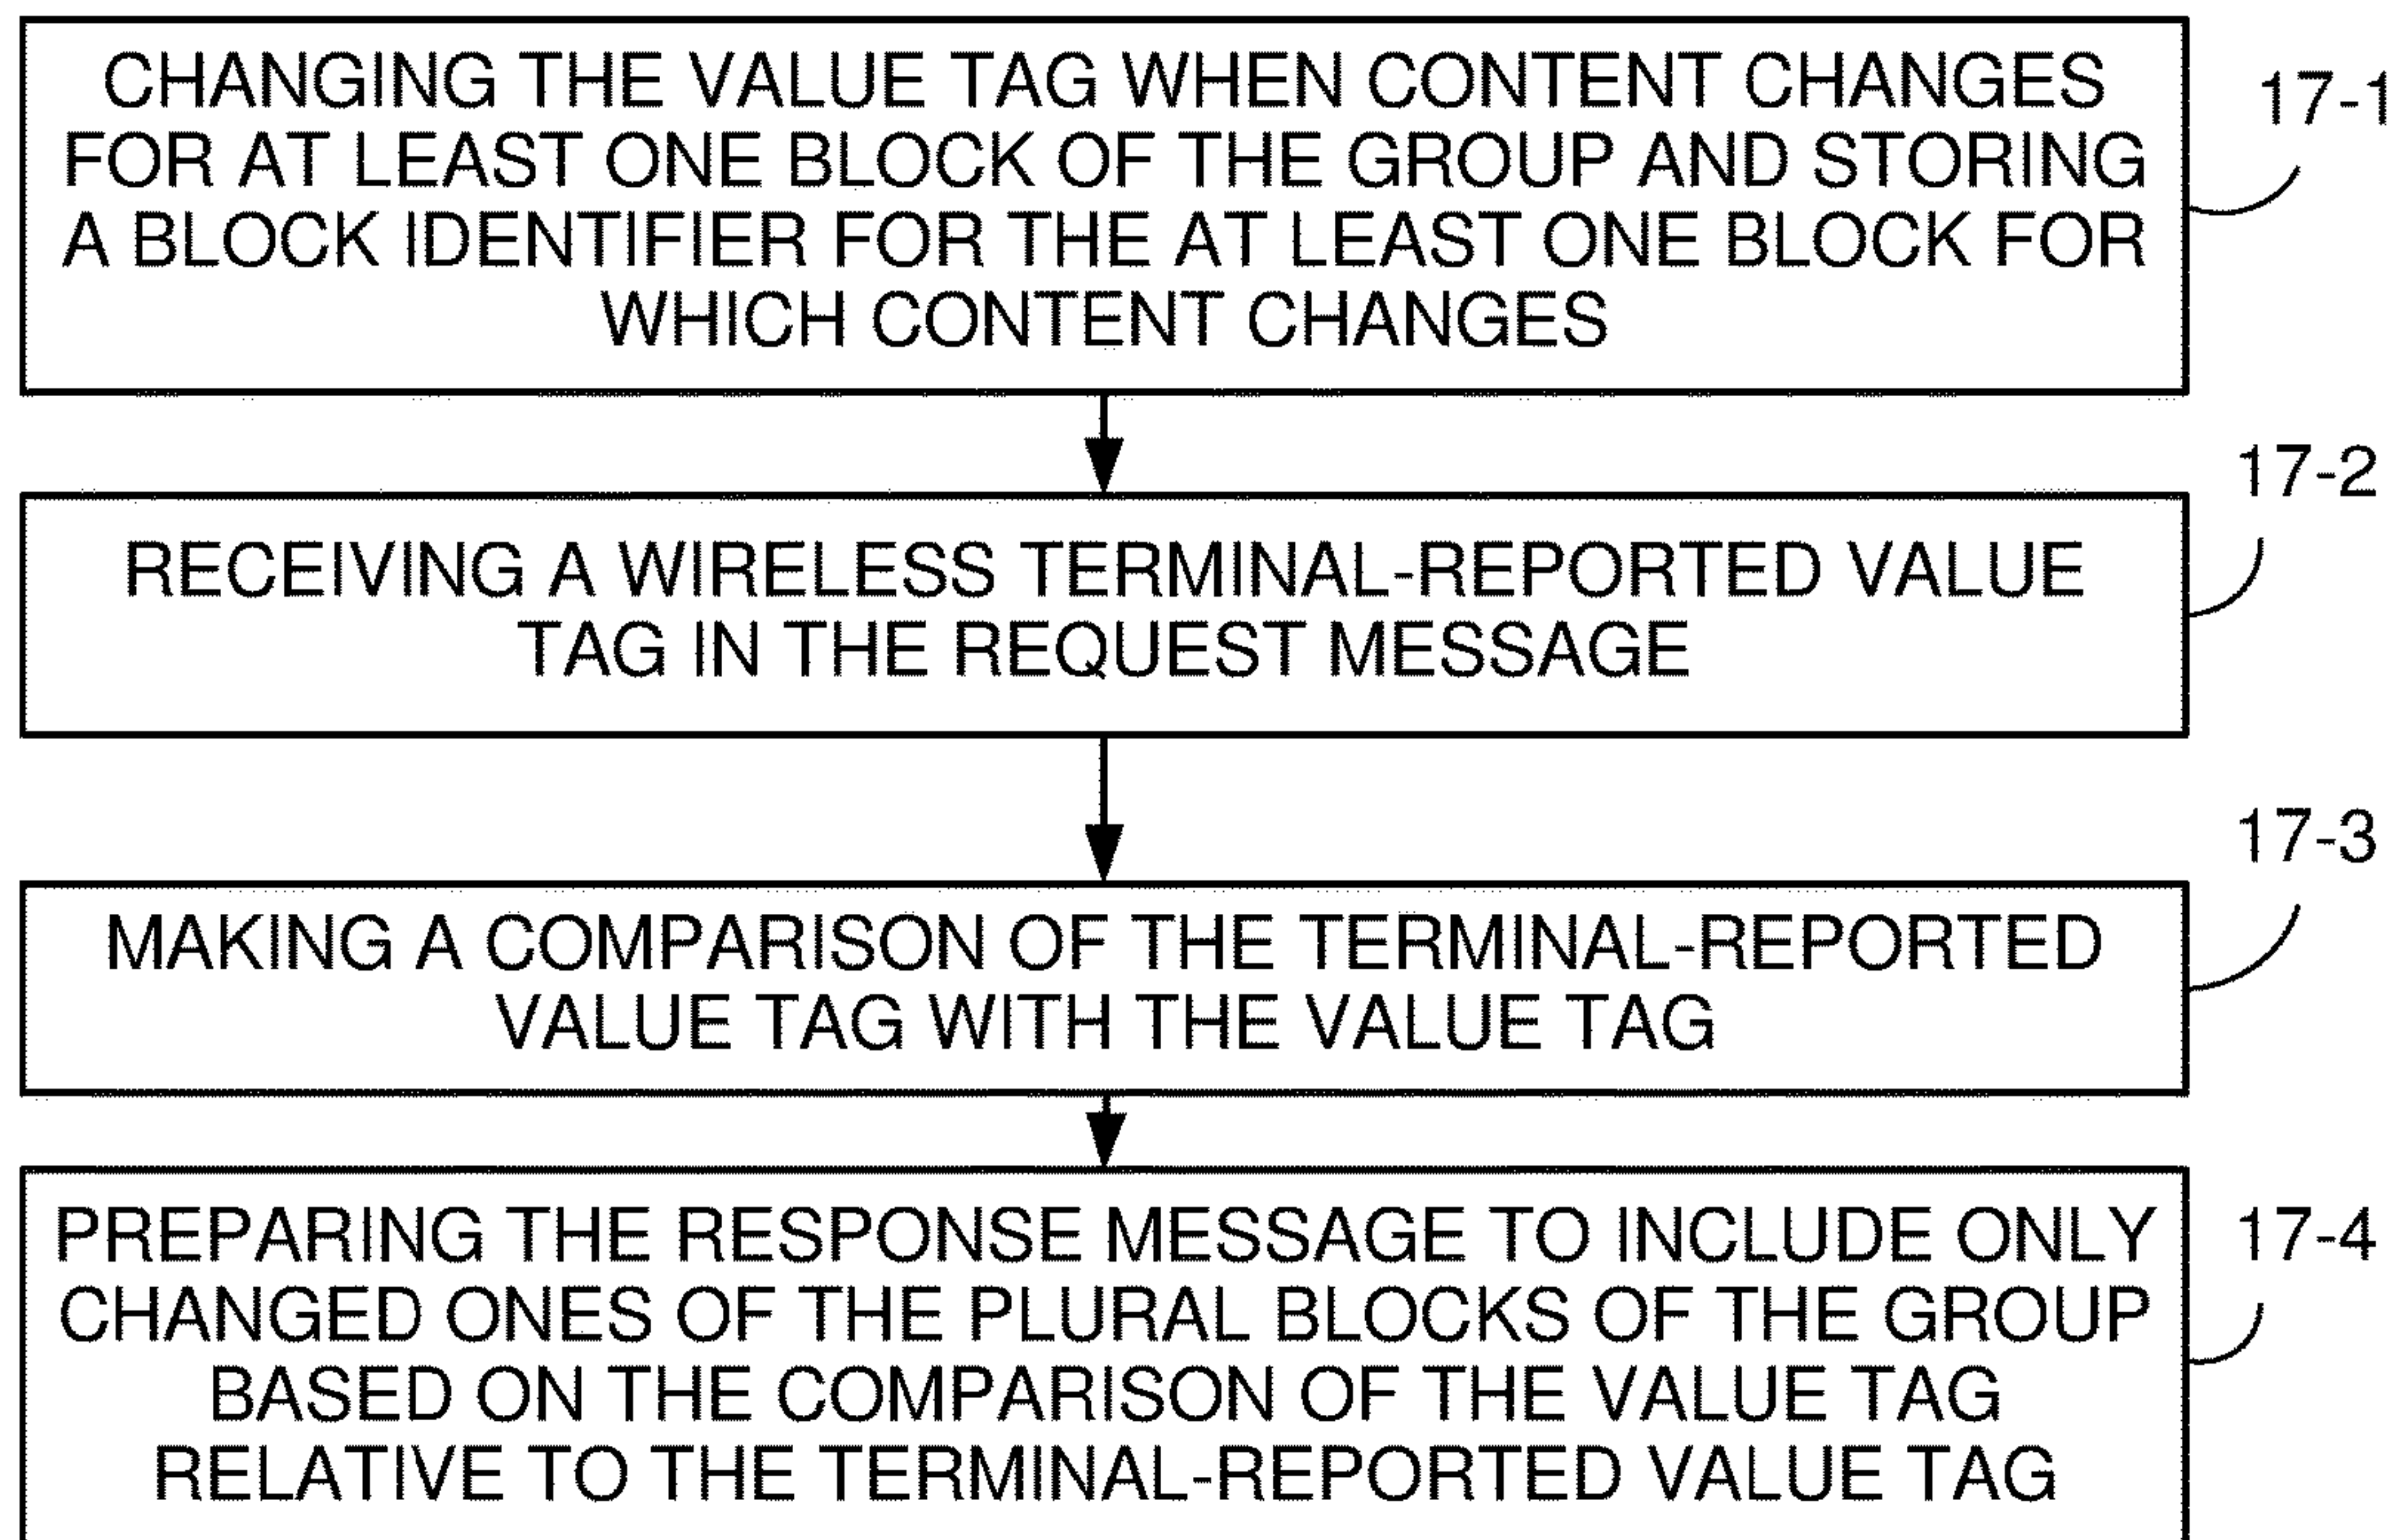 CHANGING THE VALUE TAG WHEN CONTENT CHANGES
FOR AT LEAST ONE BLOCK OF THE GROUP AND STORING
A BLOCK IDENTIFIER FOR THE AT LEAST ONE BLOCK FOR
WHICH CONTENT CHANGES
17-1
RECEIVING A WIRELESS TERMINAL-REPORTED VALUE
TAG IN THE REQUEST MESSAGE
17-2
MAKING A COMPARISON OF THE TERMINAL-REPORTED
VALUE TAG WITH THE VALUE TAG
17-3
PREPARING THE RESPONSE MESSAGE TO INCLUDE ONLY
CHANGED ONES OF THE PLURAL BLOCKS OF THE GROUP
BASED ON THE COMPARISON OF THE VALUE TAG
RELATIVE TO THE TERMINAL-REPORTED VALUE TAG
17-4